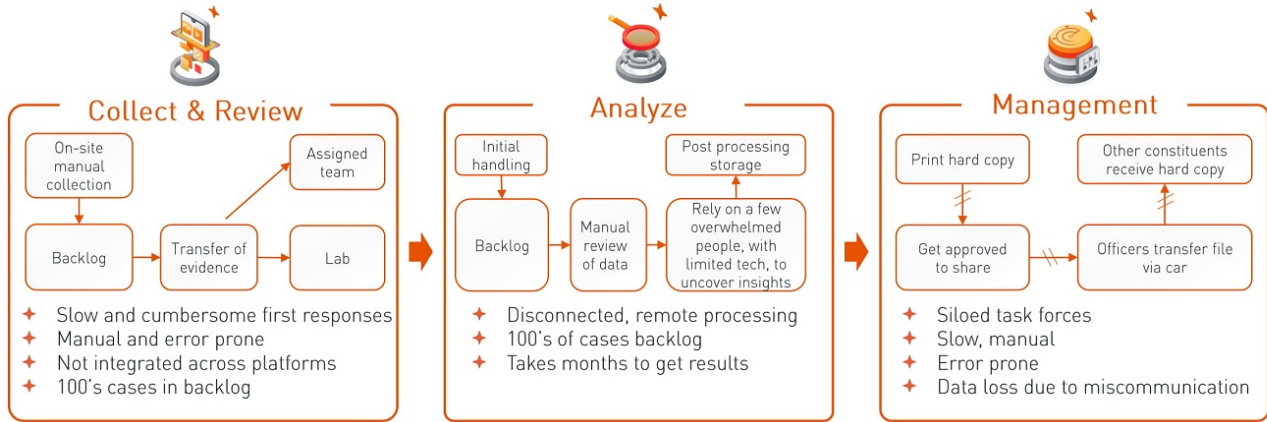 Collect & Review
On-site
manual
collection
Assigned
team
Backlog
Transfer of
evidence
Lab
Slow and cumbersome first responses
Manual and error prone
Not integrated across platforms
100's cases in backlog
Analyze
Initial
handling
Post processing
storage
Backlog
Manual
review
of data
Rely on a few
overwhelmed
people, with
limited tech, to
uncover insights
Disconnected, remote processing
100's of cases backlog
Takes months to get results
Management
Print hard copy
Other constituents
receive hard copy
Get approved
to share
Officers transfer file
via car
Siloed task forces
Slow, manual
Error prone
Data loss due to miscommunication